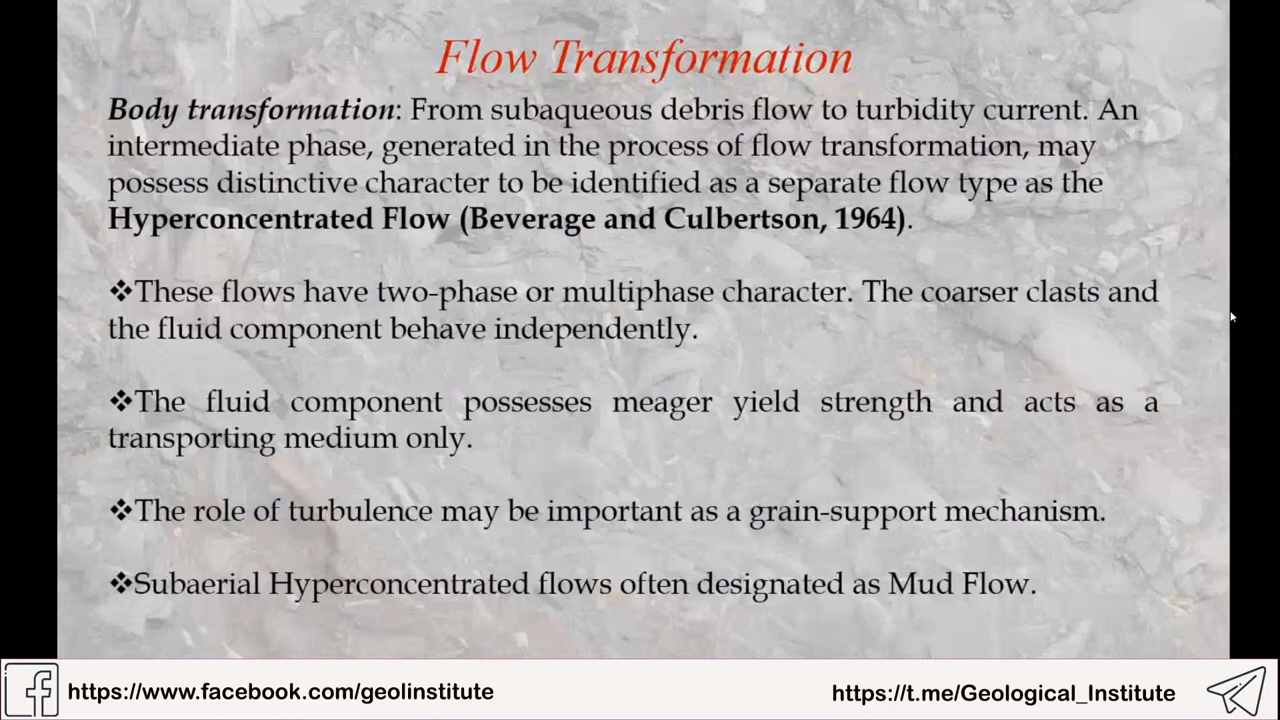 Flow Transformation
Body transformation: From subaqueous debris flow to turbidity current. An
intermediate phase, generated in the process of flow transformation, may
possess distinctive character to be identified as a separate flow type as the
Hyperconcentrated Flow (Beverage and Culbertson, 1964).
❖These flows have two-phase or multiphase character. The coarser clasts and
the fluid component behave independently.
❖The fluid component possesses meager yield strength and acts as a
transporting medium only.
❖The role of turbulence may be important as a grain-support mechanism.
❖Subaerial Hyperconcentrated flows often designated as Mud Flow.
https://www.facebook.com/geolinstitute
https://t.me/Geological_Institute